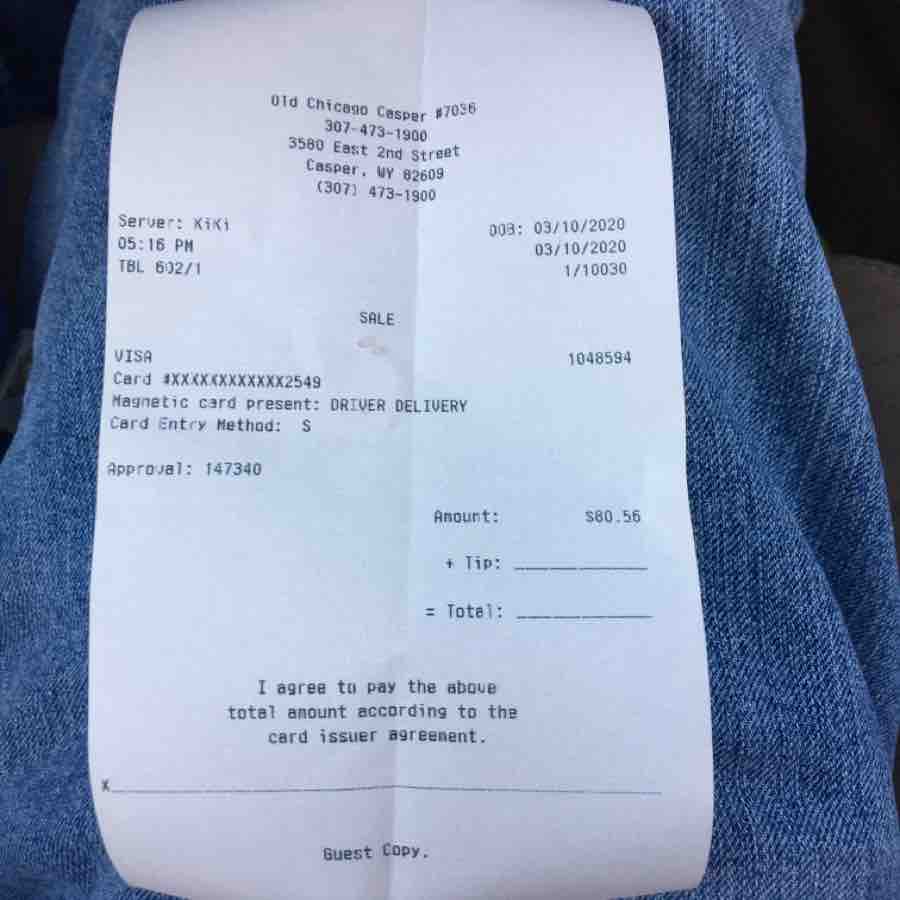 Old Chicago Casper #7036
307-473-1900
3580 East 2nd Street
Casper, WY 82609
(307) 473-1900
Server: KiKi DOB: 03/10/2020
05:16 PM 03/10/2020
TBL 602/1 1/10030
SALE
VISA 1048594
Card #XXXXXXXXXXXX2549
Magnetic card present: DRIVER DELIVERY
Card Entry Method: S
Approval: 147340
Amount: $80.56
+ Tip: ____________
= Total: ____________
I agree to pay the above
total amount according to the
card issuer agreement.
X____________________________________________
Guest Copy.